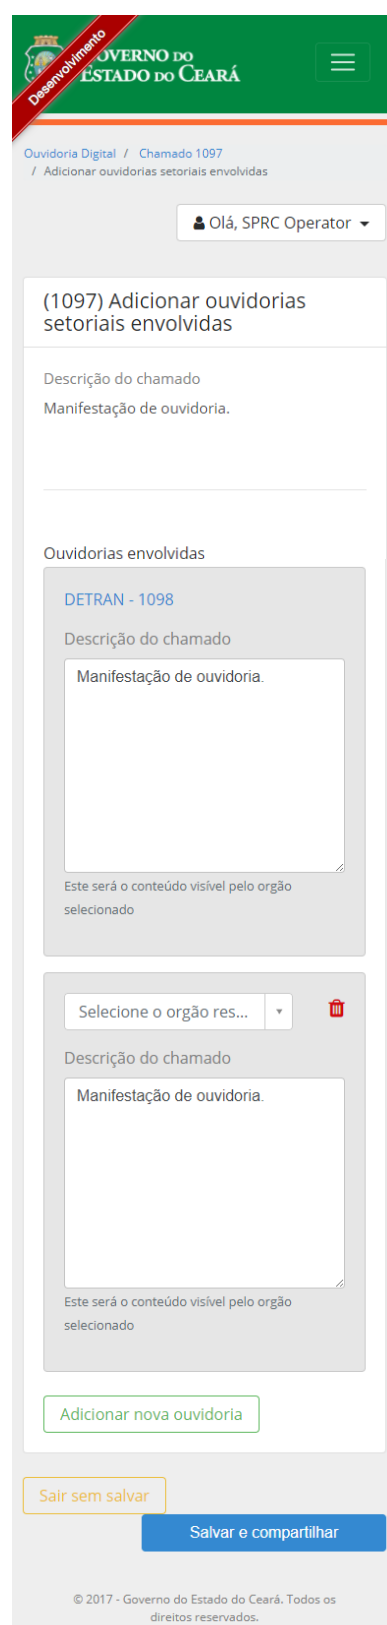 Desenvolvimento
GOVERNO DO
ESTADO DO CEARÁ
Ouvidoria Digital / Chamado 1097
/ Adicionar ouvidorias setoriais envolvidas
Olá, SPRC Operator
(1097) Adicionar ouvidorias
setoriais envolvidas
Descrição do chamado
Manifestação de ouvidoria.
Ouvidorias envolvidas
DETRAN - 1098
Descrição do chamado
Manifestação de ouvidoria.
Este será o conteúdo visível pelo orgão
selecionado
Selecione o orgão res...
Descrição do chamado
Manifestação de ouvidoria.
Este será o conteúdo visível pelo orgão
selecionado
Adicionar nova ouvidoria
Sair sem salvar
Salvar e compartilhar
© 2017 - Governo do Estado do Ceará. Todos os
direitos reservados.